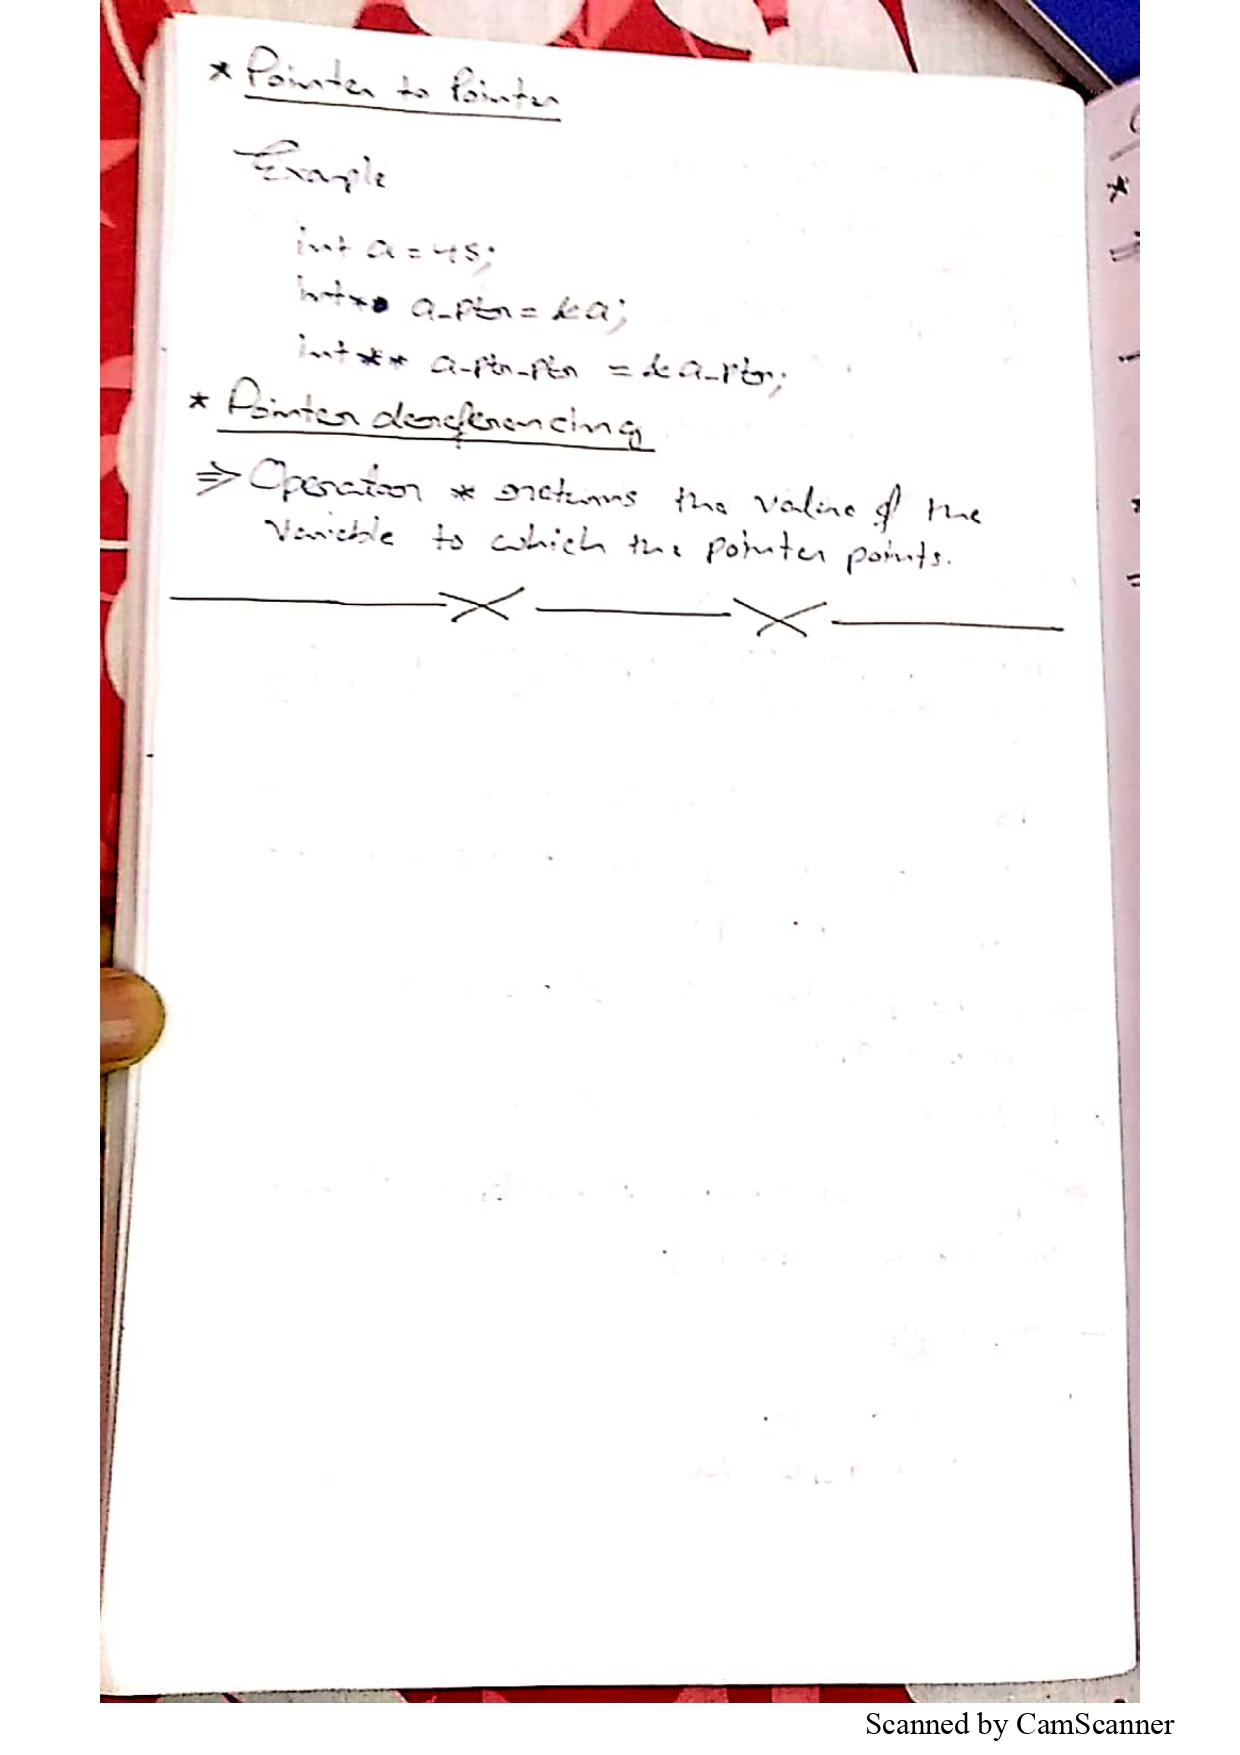 * Pointer to Pointer
Example
int a = 45;
int* a_ptr = &a;
int ** a_ptr_ptr = &a_ptr;
* Pointer dereferencing
⇒ Operator * returns the value of the
variable to which the pointer points.
Scanned by CamScanner